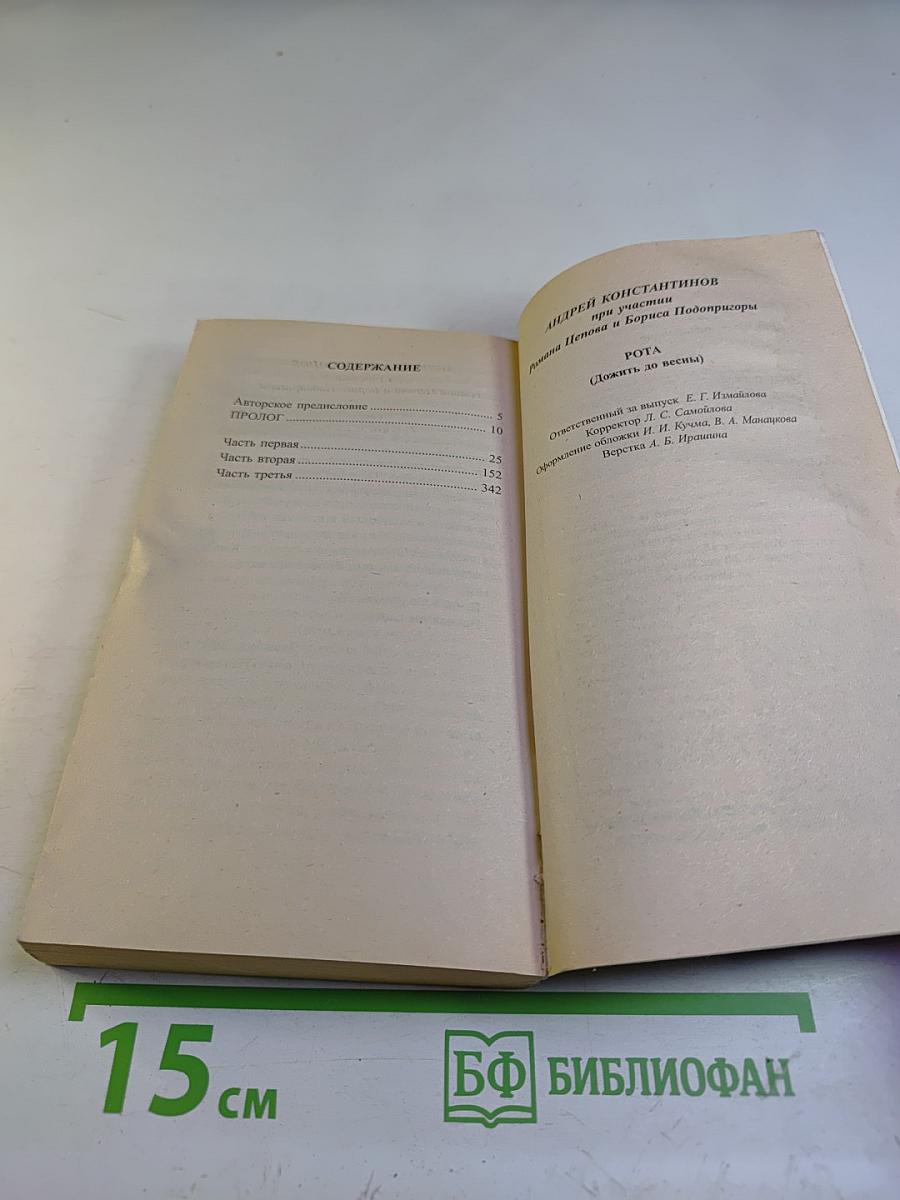 СОДЕРЖАНИЕ
Авторское предисловие ........ 5
ПРОЛОГ ........ 10
Часть первая ........ 25
Часть вторая ........ 152
Часть третья ........ 342
АНДРЕЙ КОНСТАНТИНОВ
при участии
Романа Цепова и Бориса Подопригоры
РОТА
(Дожить до весны)
Ответственный за выпуск Е. Г. Измайлова
Корректор Л. С. Самойлова
Оформление обложки И. И. Кучма, В. А. Манацкова
Верстка А. Б. Ирашина
15 см
БФ БИБЛИОФАН